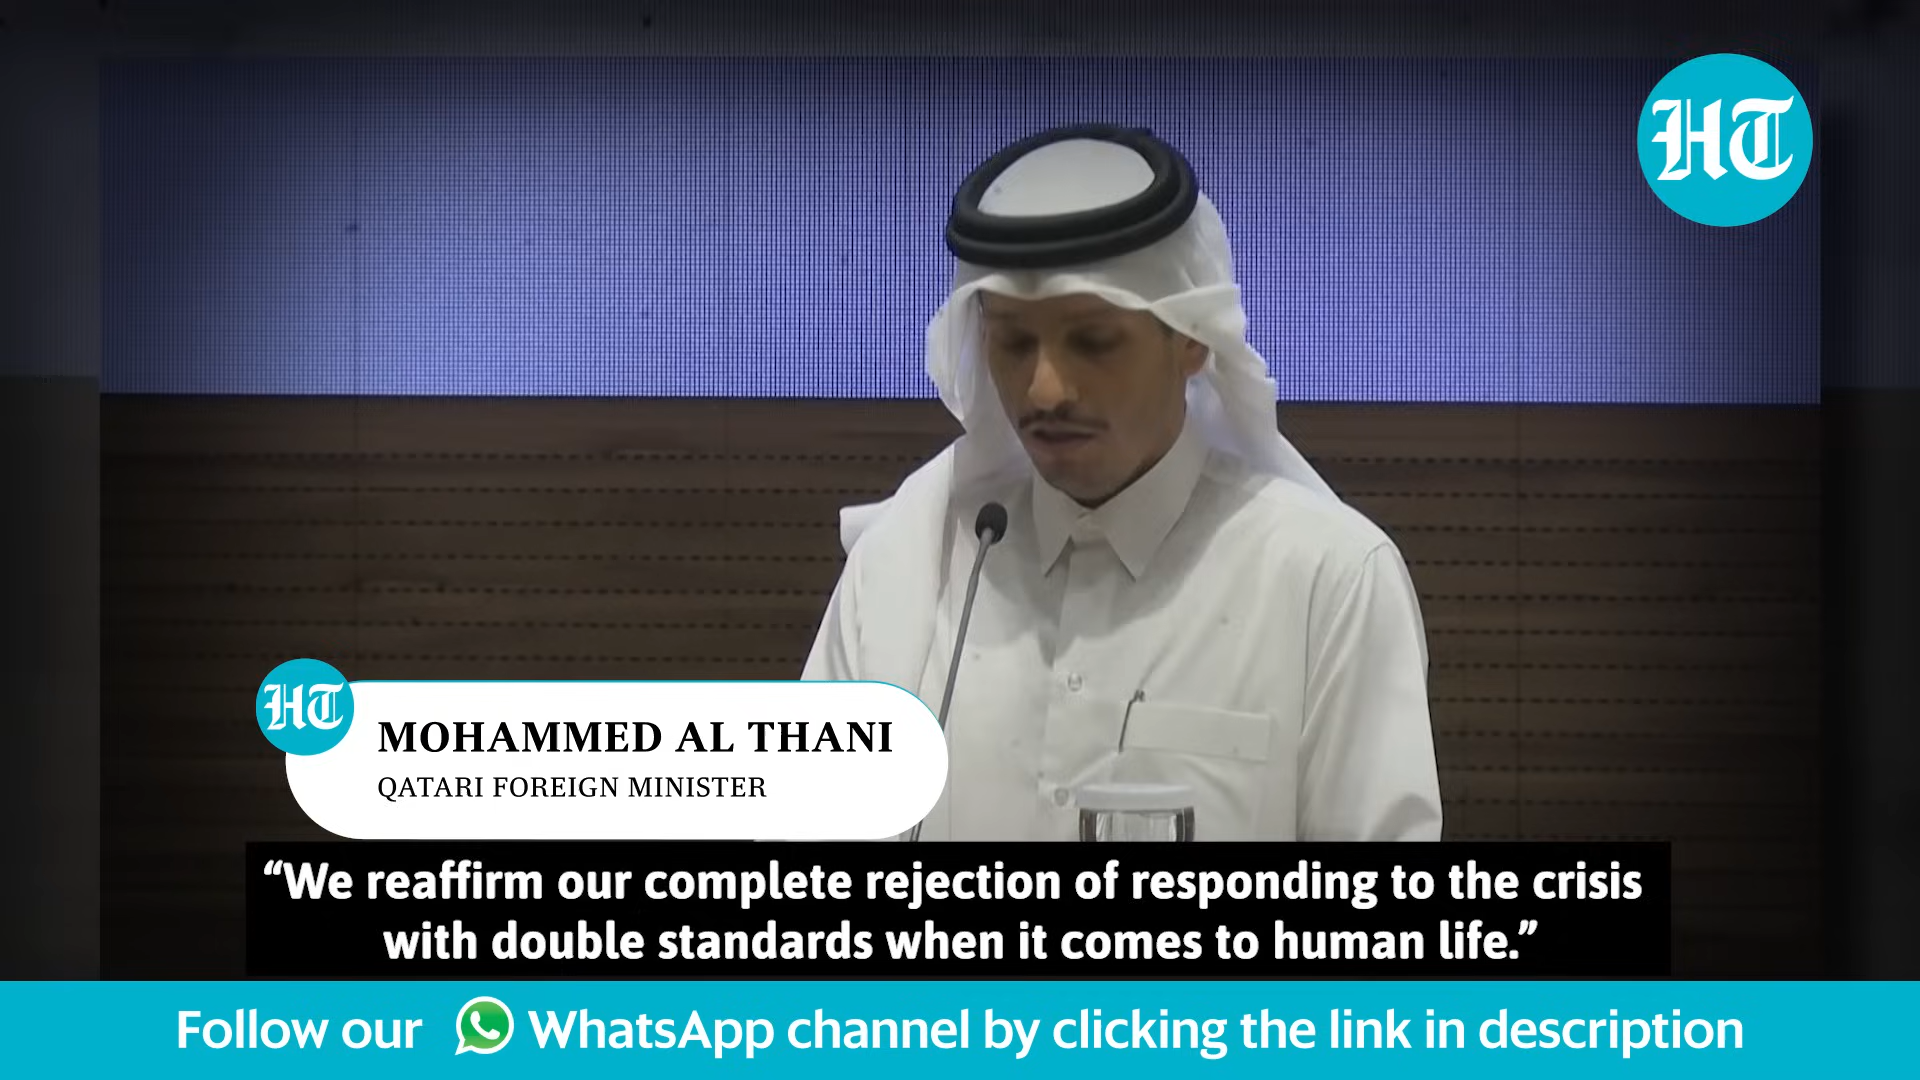 HT
HT
MOHAMMED AL THANI
QATARI FOREIGN MINISTER
“We reaffirm our complete rejection of responding to the crisis
with double standards when it comes to human life.”
Follow our WhatsApp channel by clicking the link in description